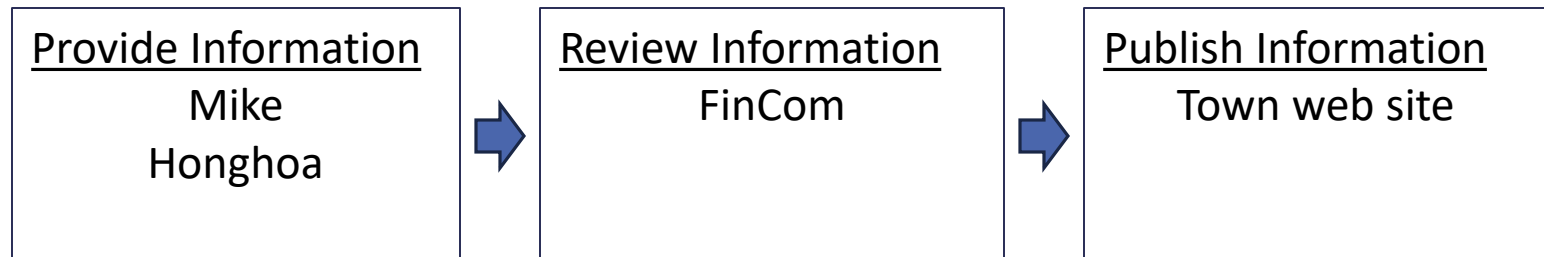 Provide Information
Mike
Honghoa
Review Information
FinCom
Publish Information
Town web site